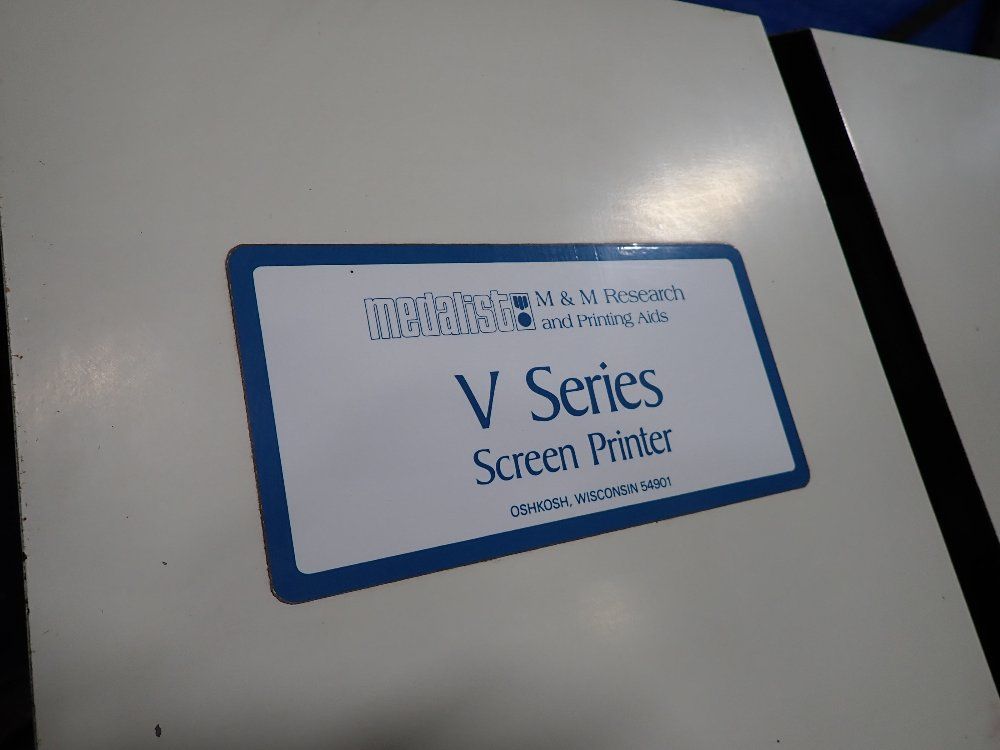 medalist M & M Research
and Printing Aids
V Series
Screen Printer
OSHKOSH, WISCONSIN 54901